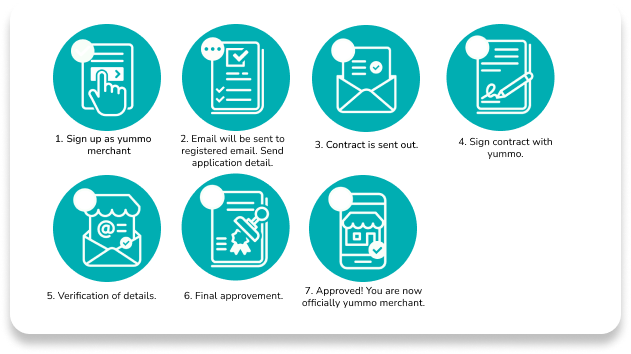 1. Sign up as yummo
merchant
2. Email will be sent to
registered email. Send
application detail.
3. Contract is sent out.
4. Sign contract with
yummo.
5. Verification of details.
6. Final approvement.
7. Approved! You are now
officially yummo merchant.